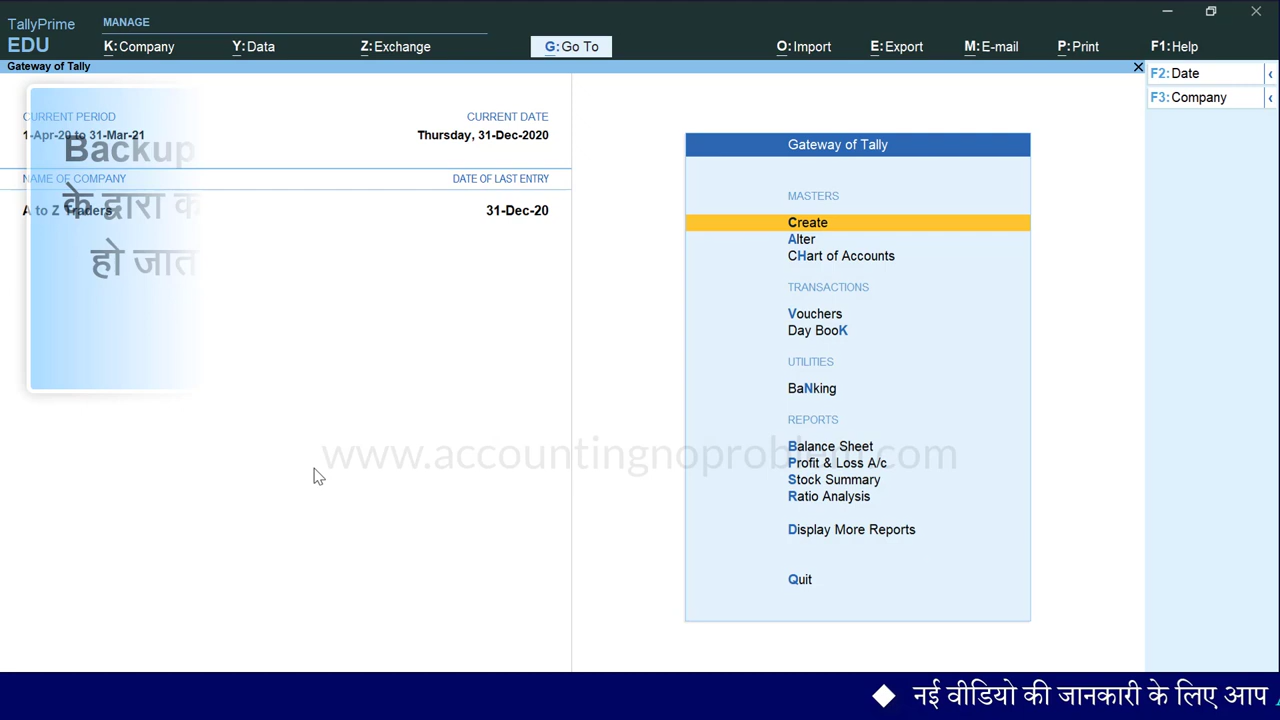 TallyPrime
EDU
MANAGE
K:Company
Y:Data
Z:Exchange
G:Go To
O:Import
E:Export
M:E-mail
P:Print
F1:Help
Gateway of Tally
F2:Date
F3:Company
CURRENT PERIOD
CURRENT DATE
1-Apr-20 to 31-Mar-21
Thursday, 31-Dec-2020
NAME OF COMPANY
DATE OF LAST ENTRY
A to Z Traders
31-Dec-20
Backup
के द्वारा
हो
Gateway of Tally
MASTERS
Create
Alter
CHart of Accounts
TRANSACTIONS
Vouchers
Day BooK
UTILITIES
BaNking
REPORTS
Balance Sheet
Profit & Loss A/c
Stock Summary
Ratio Analysis
Display More Reports
Quit
www.accountingnoproblem.com
नई वीडियो की जानकारी के लिए आप